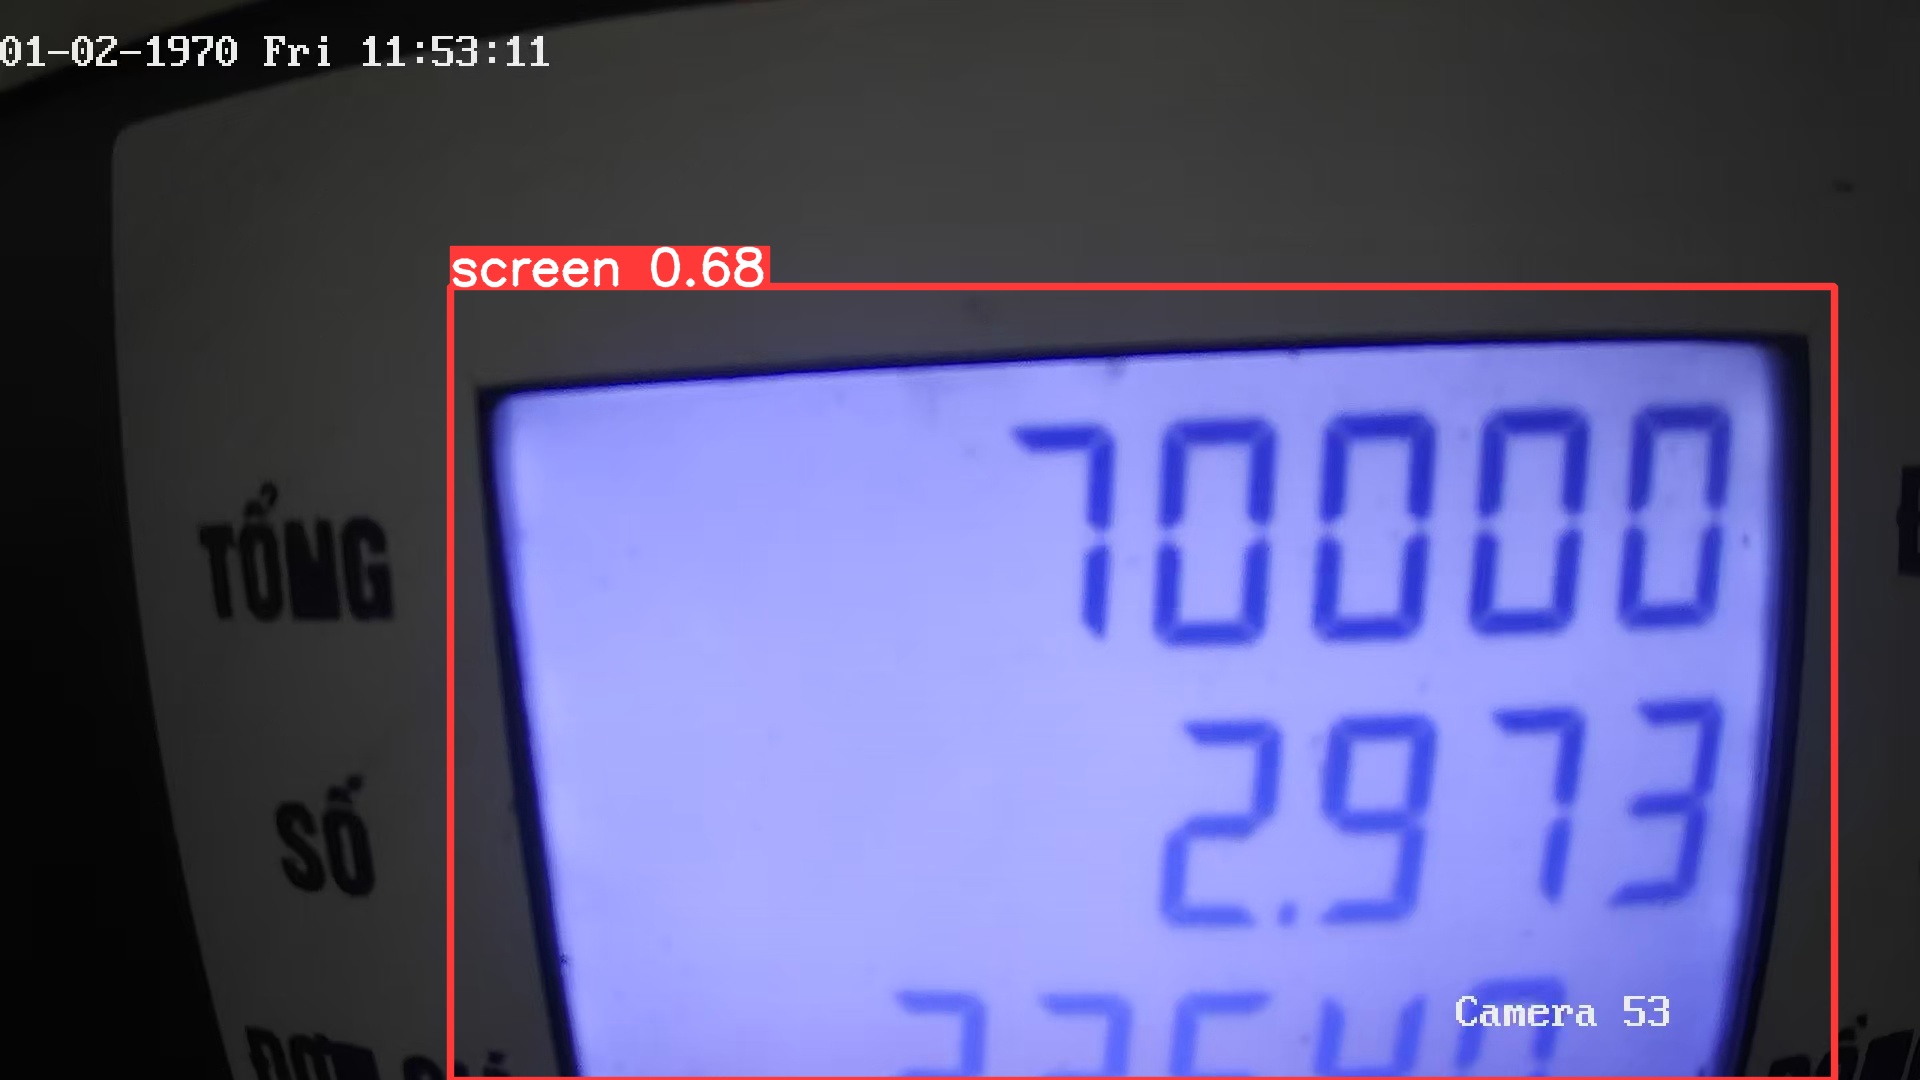 01-02-1970 Fri 11:53:11
screen 0.68
TỔNG 70000
SỐ 2.973
Camera 53